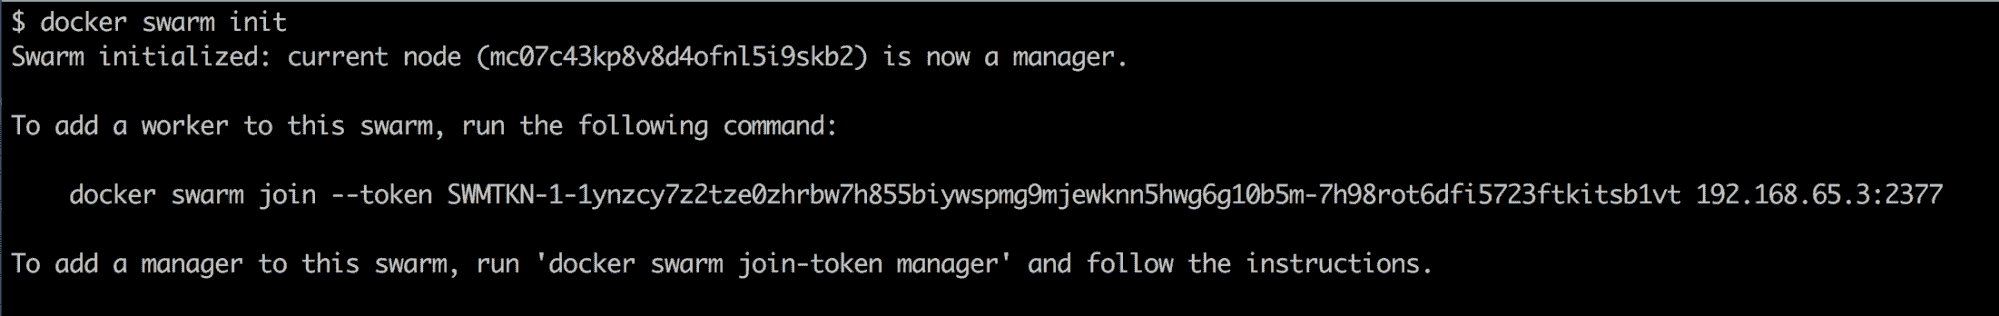 $ docker swarm init
Swarm initialized: current node (mc07c43kp8v8d4ofnl5i9skb2) is now a manager.
To add a worker to this swarm, run the following command:
docker swarm join --token SWMTKN-1-1ynzcy7z2tze0zhrbw7h855biywspmg9mjewknn5hwg6g10b5m-7h98rot6dfi5723ftkitsb1vt 192.168.65.3:2377
To add a manager to this swarm, run 'docker swarm join-token manager' and follow the instructions.